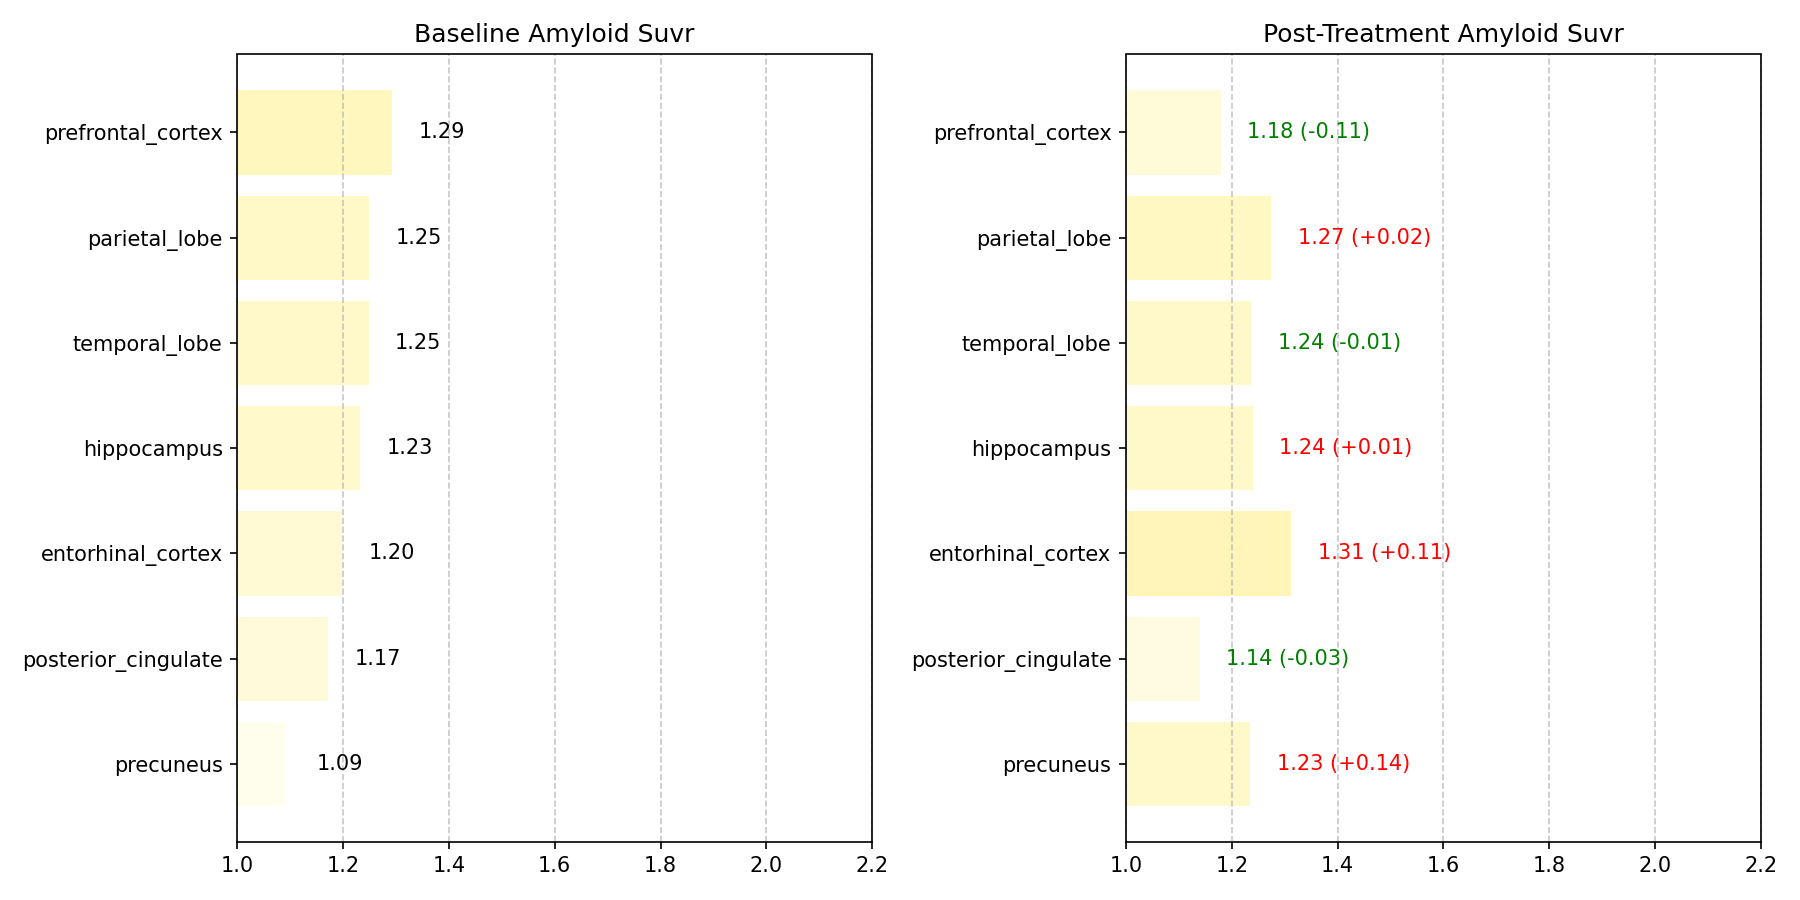 Baseline Amyloid Suvr
prefrontal_cortex 1.29
parietal_lobe 1.25
temporal_lobe 1.25
hippocampus 1.23
entorhinal_cortex 1.20
posterior_cingulate 1.17
precuneus 1.09
1.0 1.2 1.4 1.6 1.8 2.0 2.2
Post-Treatment Amyloid Suvr
prefrontal_cortex 1.18 (-0.11)
parietal_lobe 1.27 (+0.02)
temporal_lobe 1.24 (-0.01)
hippocampus 1.24 (+0.01)
entorhinal_cortex 1.31 (+0.11)
posterior_cingulate 1.14 (-0.03)
precuneus 1.23 (+0.14)
1.0 1.2 1.4 1.6 1.8 2.0 2.2